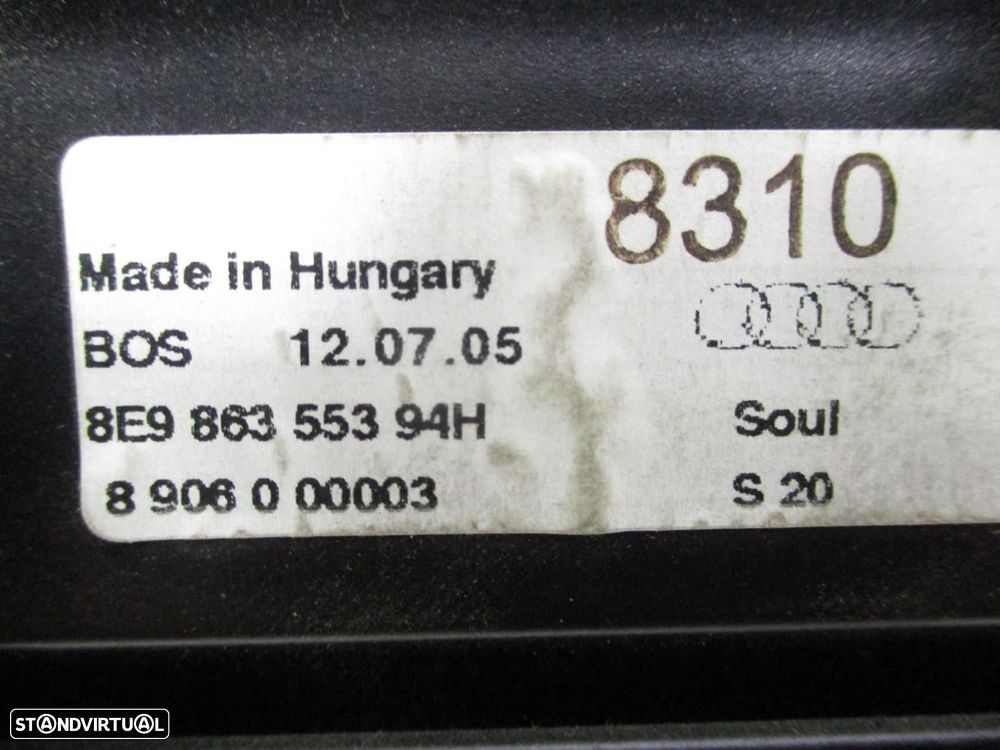 8310
Made in Hungary
BOS 12.07.05
8E9 863 553 94H
Soul
8 906 0 00003
S 20
STANDVIRTUAL